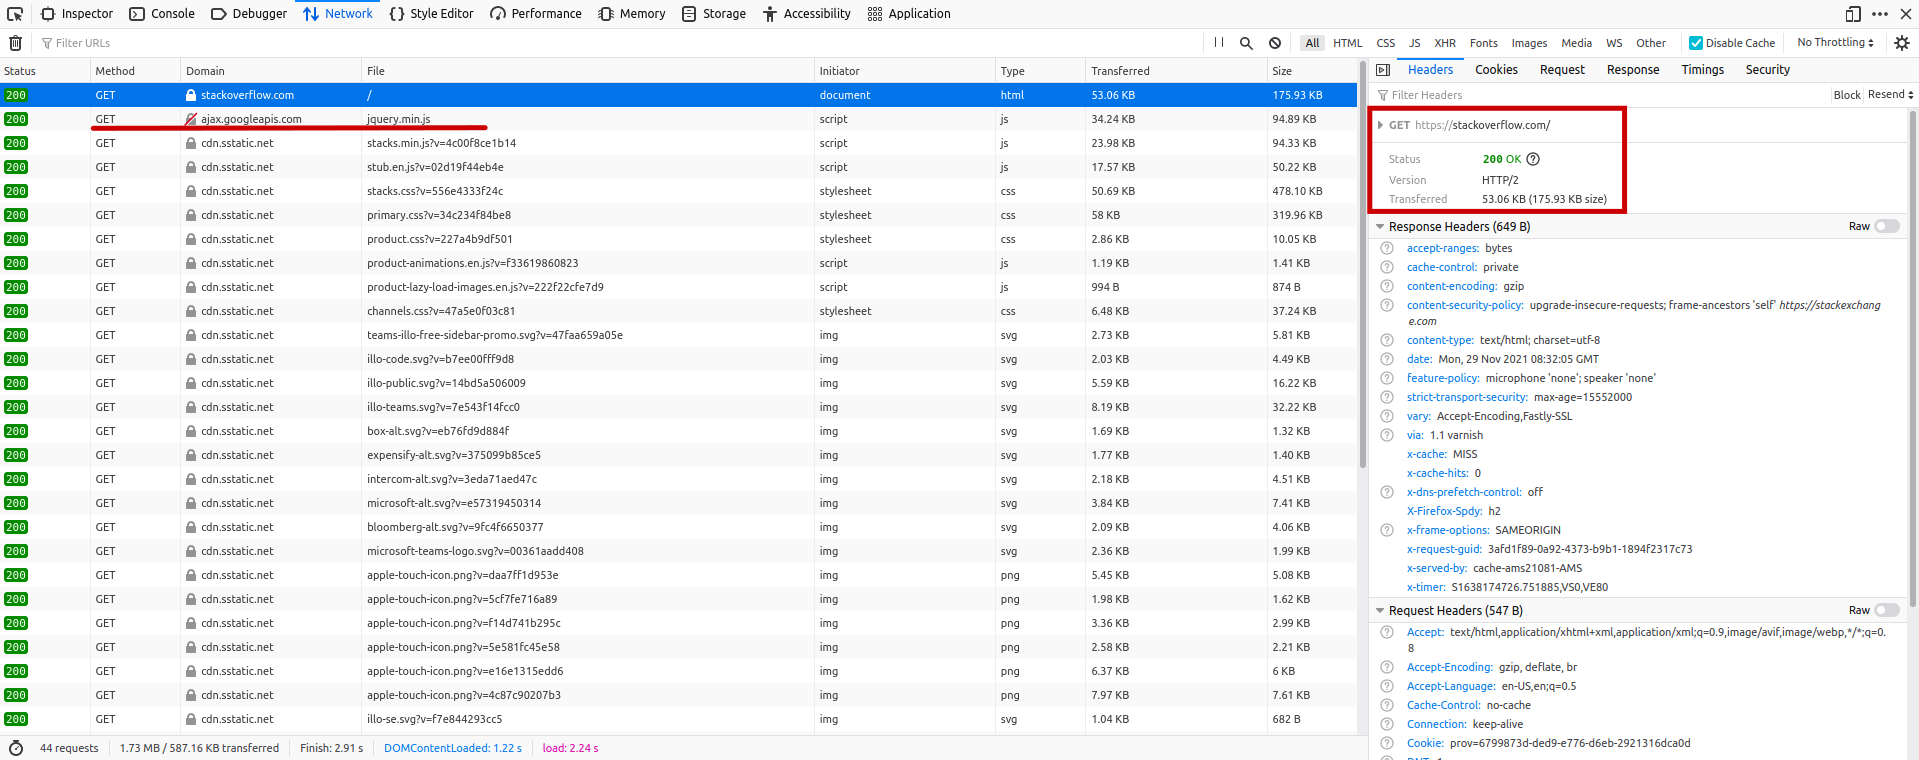 Inspector Console Debugger Network Style Editor Performance Memory Storage Accessibility Application
Filter URLs All HTML CSS JS XHR Fonts Images Media WS Other Disable Cache No Throttling
Status Method Domain File Initiator Type Transferred Size
200 GET stackoverflow.com / document html 53.06 KB 175.93 KB
200 GET ajax.googleapis.com jquery.min.js script js 34.24 KB 94.89 KB
200 GET cdn.sstatic.net stacks.min.js?v=4c00f8ce1b14 script js 23.98 KB 94.33 KB
200 GET cdn.sstatic.net stub.en.js?v=02d19f44eb4e script js 17.57 KB 50.22 KB
200 GET cdn.sstatic.net stacks.css?v=556e4333f24c stylesheet css 50.69 KB 478.10 KB
200 GET cdn.sstatic.net primary.css?v=34c234f84be8 stylesheet css 58 KB 319.96 KB
200 GET cdn.sstatic.net product.css?v=227a4b9df501 stylesheet css 2.86 KB 10.05 KB
200 GET cdn.sstatic.net product-animations.en.js?v=f33619860823 script js 1.19 KB 1.41 KB
200 GET cdn.sstatic.net product-lazy-load-images.en.js?v=222f22cfe7d9 script js 994 B 874 B
200 GET cdn.sstatic.net channels.css?v=47a5e0f03c81 stylesheet css 6.48 KB 37.24 KB
200 GET cdn.sstatic.net teams-illo-free-sidebar-promo.svg?v=47faa659a05e img svg 2.73 KB 5.81 KB
200 GET cdn.sstatic.net illo-code.svg?v=b7ee00fff9d8 img svg 2.03 KB 4.49 KB
200 GET cdn.sstatic.net illo-public.svg?v=14bd5a506009 img svg 5.59 KB 16.22 KB
200 GET cdn.sstatic.net illo-teams.svg?v=7e543f14fcc0 img svg 8.19 KB 32.22 KB
200 GET cdn.sstatic.net box-alt.svg?v=eb76fd9d884f img svg 1.69 KB 1.32 KB
200 GET cdn.sstatic.net expensify-alt.svg?v=375099b85ce5 img svg 1.77 KB 1.40 KB
200 GET cdn.sstatic.net intercom-alt.svg?v=3eda71aed47c img svg 2.18 KB 4.51 KB
200 GET cdn.sstatic.net microsoft-alt.svg?v=e57319450314 img svg 3.84 KB 7.41 KB
200 GET cdn.sstatic.net bloomberg-alt.svg?v=9fc4f6650377 img svg 2.09 KB 4.06 KB
200 GET cdn.sstatic.net microsoft-teams-logo.svg?v=00361aadd408 img svg 2.36 KB 1.99 KB
200 GET cdn.sstatic.net apple-touch-icon.png?v=daa7ff1d953e img png 5.45 KB 5.08 KB
200 GET cdn.sstatic.net apple-touch-icon.png?v=5cf7fe716a89 img png 1.98 KB 1.62 KB
200 GET cdn.sstatic.net apple-touch-icon.png?v=f14d741b295c img png 3.36 KB 2.99 KB
200 GET cdn.sstatic.net apple-touch-icon.png?v=5e581fc45e58 img png 2.58 KB 2.21 KB
200 GET cdn.sstatic.net apple-touch-icon.png?v=e16e1315edd6 img png 6.37 KB 6 KB
200 GET cdn.sstatic.net apple-touch-icon.png?v=4c87c90207b3 img png 7.97 KB 7.61 KB
200 GET cdn.sstatic.net illo-se.svg?v=f7e844293cc5 img svg 1.04 KB 682 B
44 requests 1.73 MB / 587.16 KB transferred Finish: 2.91 s DOMContentLoaded: 1.22 s load: 2.24 s
Headers Cookies Request Response Timings Security
Filter Headers Block Resend
GET https://stackoverflow.com/
Status 200 OK
Version HTTP/2
Transferred 53.06 KB (175.93 KB size)
Response Headers (649 B) Raw
accept-ranges: bytes
cache-control: private
content-encoding: gzip
content-security-policy: upgrade-insecure-requests; frame-ancestors 'self' https://stackexchang
e.com
content-type: text/html; charset=utf-8
date: Mon, 29 Nov 2021 08:32:05 GMT
feature-policy: microphone 'none'; speaker 'none'
strict-transport-security: max-age=15552000
vary: Accept-Encoding,Fastly-SSL
via: 1.1 varnish
x-cache: MISS
x-cache-hits: 0
x-dns-prefetch-control: off
X-Firefox-Spdy: h2
x-frame-options: SAMEORIGIN
x-request-guid: 3afd1f89-0a92-4373-b9b1-1894f2317c73
x-served-by: cache-ams21081-AMS
x-timer: S1638174726.751885,VS0,VE80
Request Headers (547 B) Raw
Accept: text/html,application/xhtml+xml,application/xml;q=0.9,image/avif,image/webp,*/*;q=0.
8
Accept-Encoding: gzip, deflate, br
Accept-Language: en-US,en;q=0.5
Cache-Control: no-cache
Connection: keep-alive
Cookie: prov=6799873d-ded9-e776-d6eb-2921316dca0d